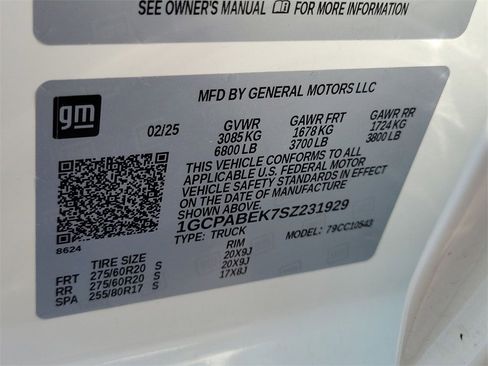 SEE OWNER'S MANUAL FOR MORE INFORMATION
gm
MFD BY GENERAL MOTORS LLC
02/25 GVWR GAWR FRT GAWR RR
3085 KG 1678 KG 1724 KG
6800 LB 3700 LB 3800 LB
THIS VEHICLE CONFORMS TO ALL
APPLICABLE U.S. FEDERAL MOTOR
VEHICLE SAFETY STANDARDS IN EFFECT
ON THE DATE OF MANUFACTURE
SHOWN ABOVE.
1GCPABEK7SZ231929
8624 TYPE: TRUCK MODEL: 79CC10543
TIRE SIZE RIM
FRT 275/60R20 S 20X9J
RR 275/60R20 S 20X9J
SPA 255/80R17 S 17X8J